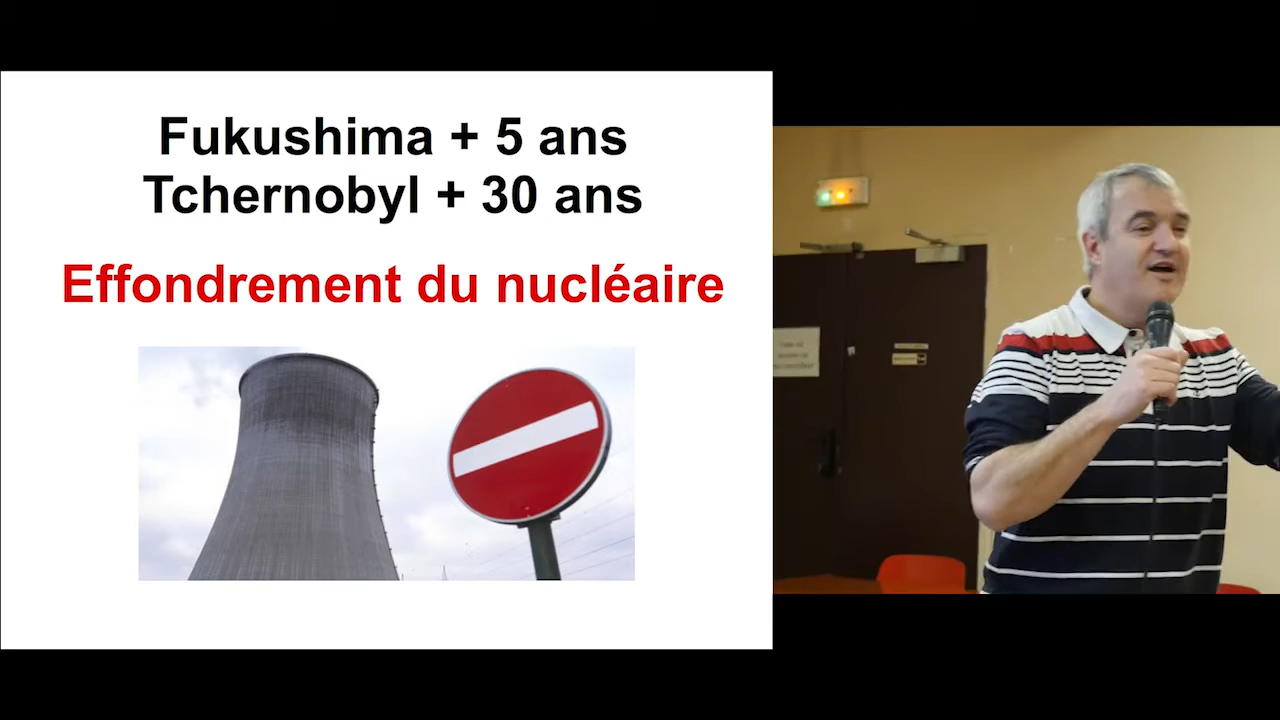 Fukushima + 5 ans
Tchernobyl + 30 ans
Effondrement du nucléaire